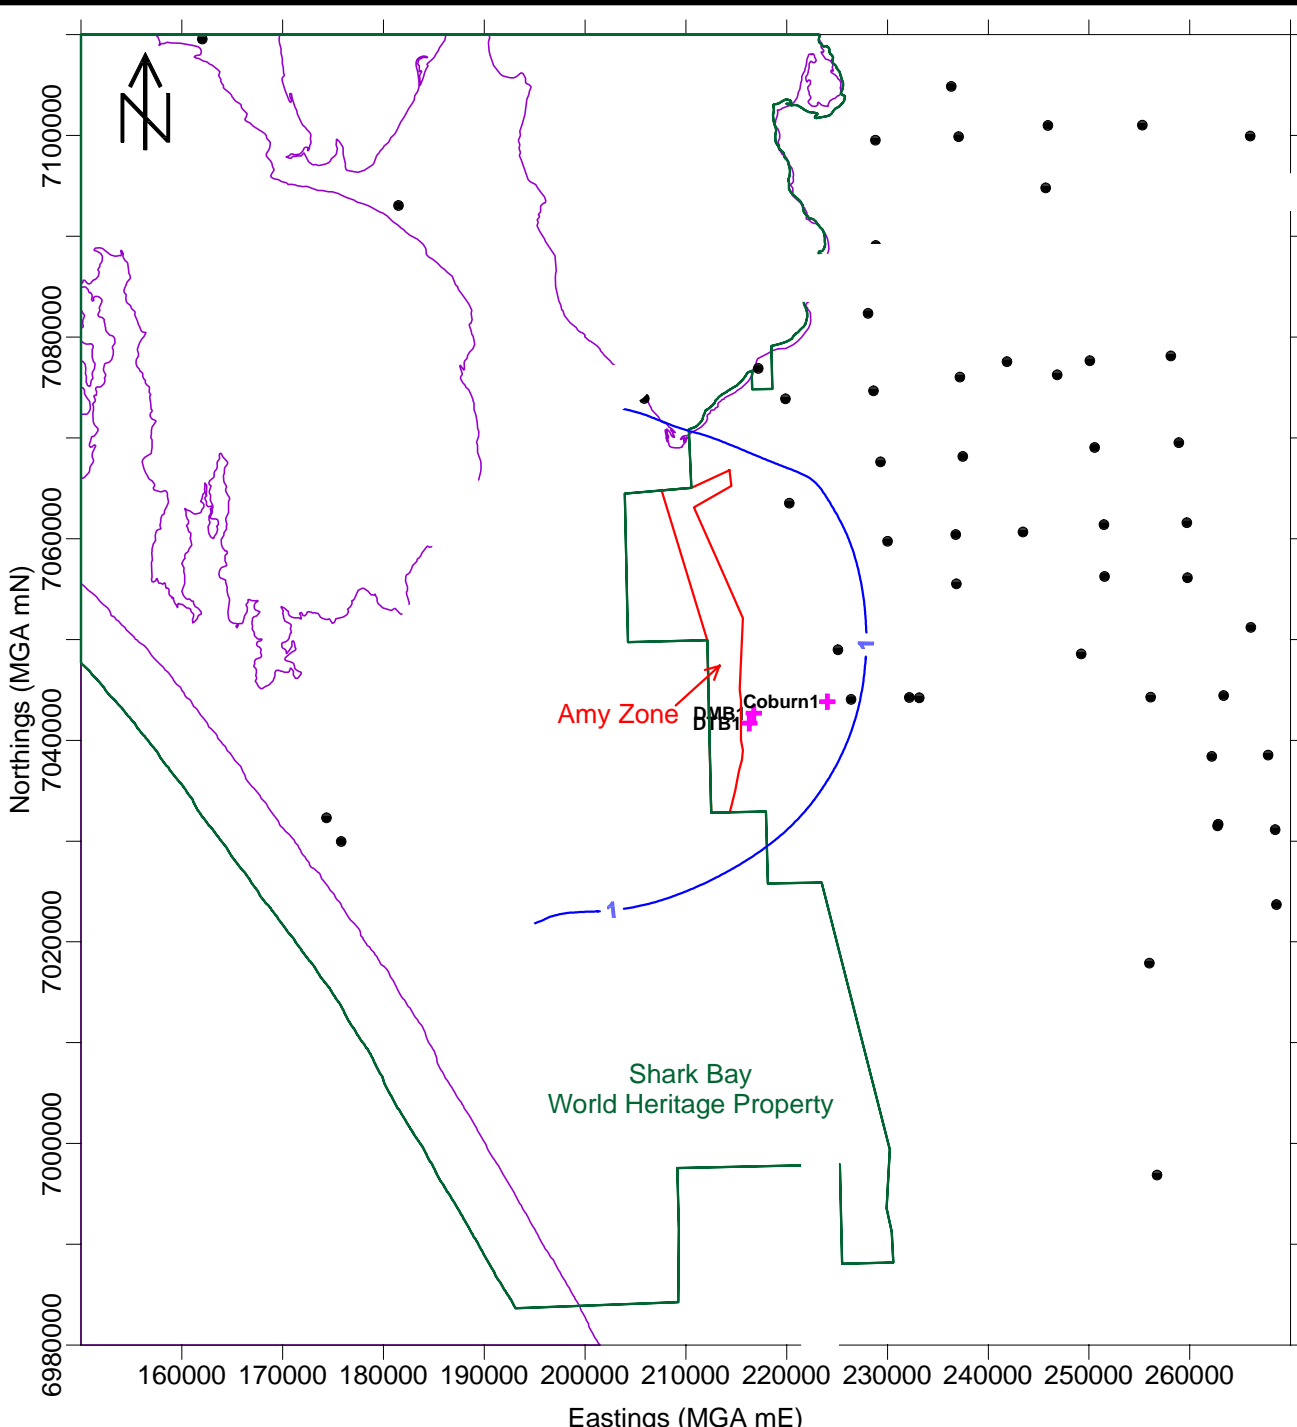 N
7100000
7080000
7060000
7040000
7020000
7000000
6980000
Northings (MGA mN)
1
Amy Zone
Coburn1
DMB1
DTB1
1
Shark Bay
World Heritage Property
160000 170000 180000 190000 200000 210000 220000 230000 240000 250000 260000
Eastings (MGA mE)